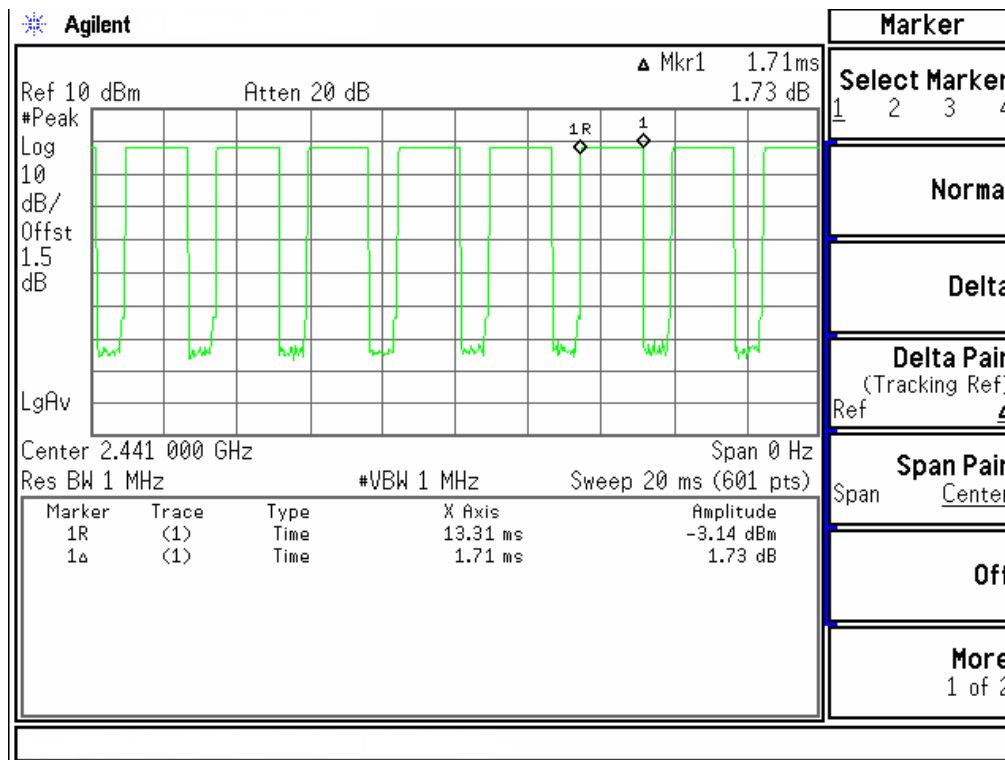 Agilent
Marker
Δ Mkr1 1.71ms
Ref 10 dBm Atten 20 dB 1.73 dB
#Peak
Log
10
dB/
Offst
1.5
dB
LgAv
1R
1
Center 2.441 000 GHz Span 0 Hz
Res BW 1 MHz #VBW 1 MHz Sweep 20 ms (601 pts)
Marker Trace Type X Axis Amplitude
1R (1) Time 13.31 ms -3.14 dBm
1Δ (1) Time 1.71 ms 1.73 dB
Select Marker
1 2 3 4
Norma
Delta
Delta Pair
(Tracking Ref)
Ref Δ
Span Pair
Span Center
Off
More
1 of 2